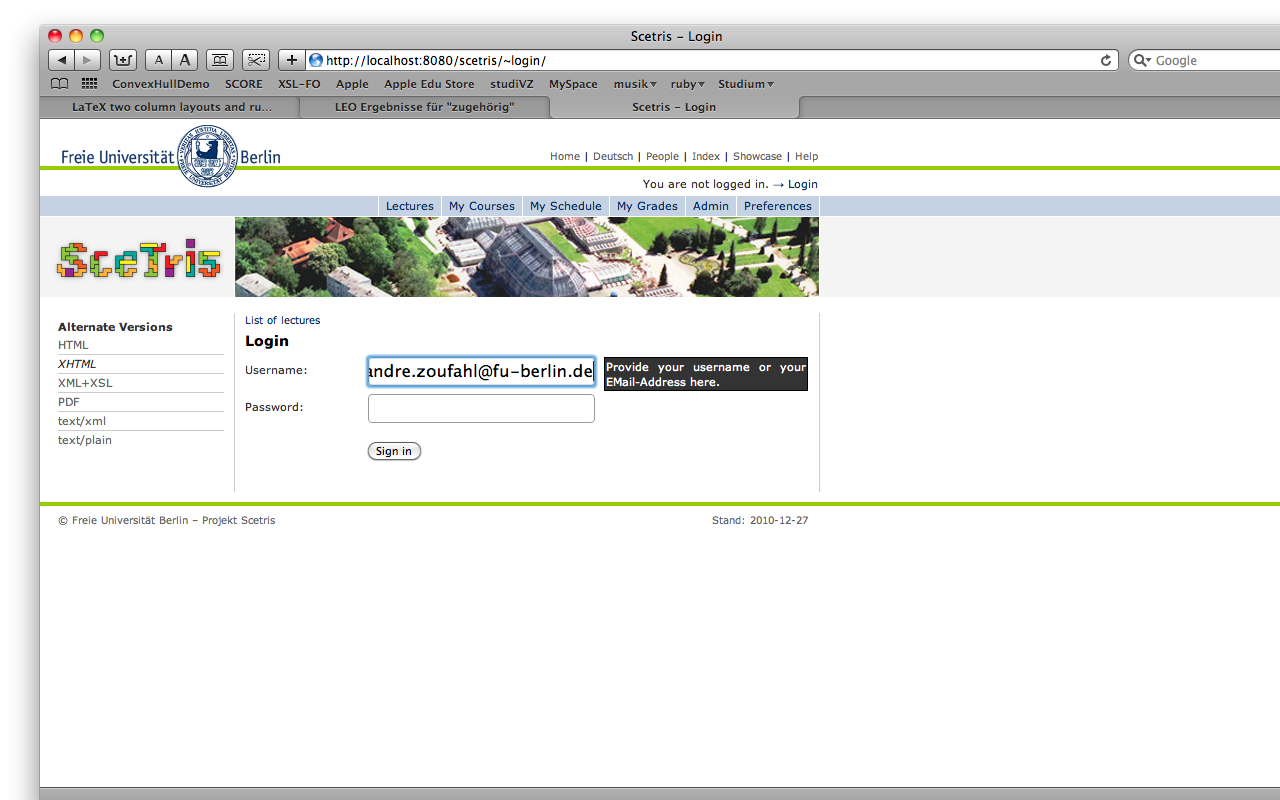 Scetris – Login
A A + http://localhost:8080/scetris/~login/ Google
ConvexHullDemo SCORE XSL-FO Apple Apple Edu Store studiVZ MySpace musik ruby Studium
LaTeX two column layouts and ru... LEO Ergebnisse für "zugehörig" Scetris – Login
Freie Universität Berlin
Home | Deutsch | People | Index | Showcase | Help
You are not logged in. → Login
Lectures My Courses My Schedule My Grades Admin Preferences
SceTris
List of lectures
Alternate Versions
HTML
XHTML
XML+XSL
PDF
text/xml
text/plain
Login
Username: andre.zoufahl@fu-berlin.de
Provide your username or your
EMail-Address here.
Password:
Sign in
© Freie Universität Berlin – Projekt Scetris Stand: 2010-12-27